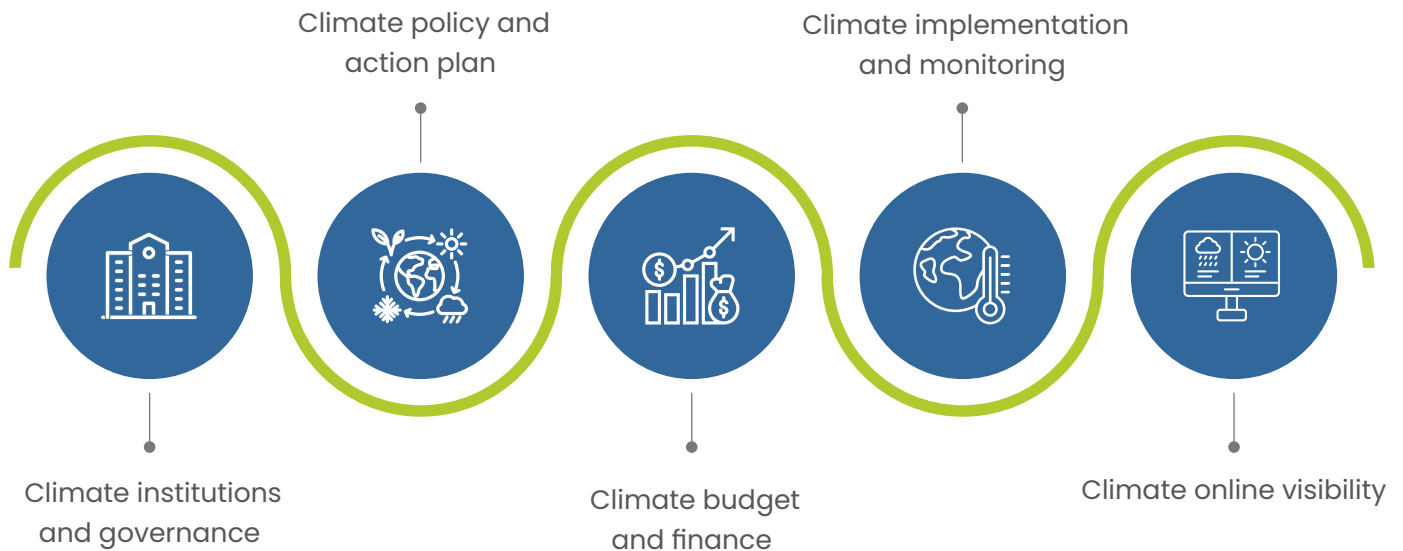 Climate policy and
action plan
Climate implementation
and monitoring
$
$
Climate institutions
and governance
Climate budget
and finance
Climate online visibility